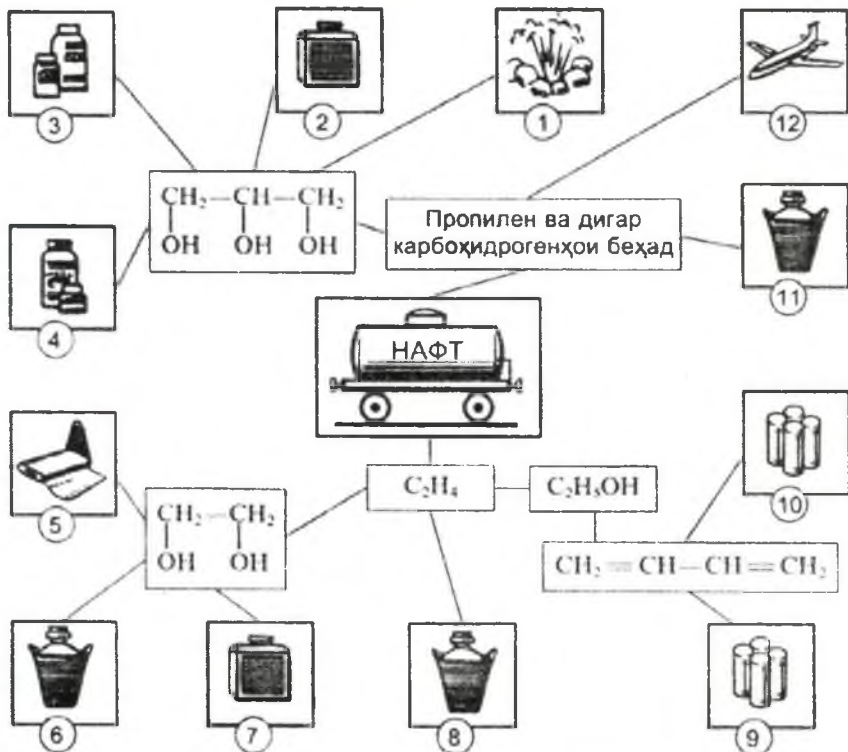 3
2
1
12
CH₂—CH—CH₂
OH OH OH
Пропилен ва дигар
карбоҳидрогенҳои беҳад
4
11
НАФТ
5
CH₂—CH₂
OH OH
C₂H₄
C₂H₅OH
10
CH₂=CH—CH=CH₂
6
7
8
9